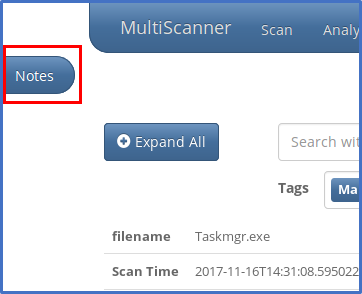 MultiScanner Scan Analy
Notes
Expand All
Search wit
Tags Ma
filename Taskmgr.exe
Scan Time 2017-11-16T14:31:08.595022